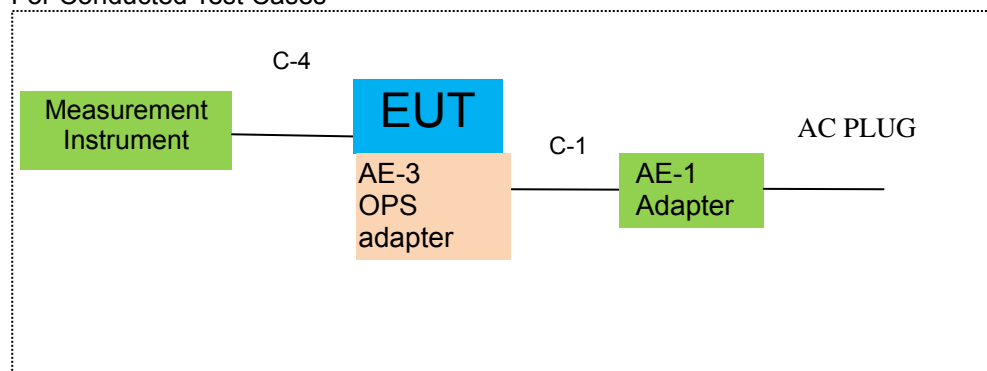 For Conducted Test Cases
C-4
Measurement
Instrument
EUT
C-1
AC PLUG
AE-3
OPS
adapter
AE-1
Adapter